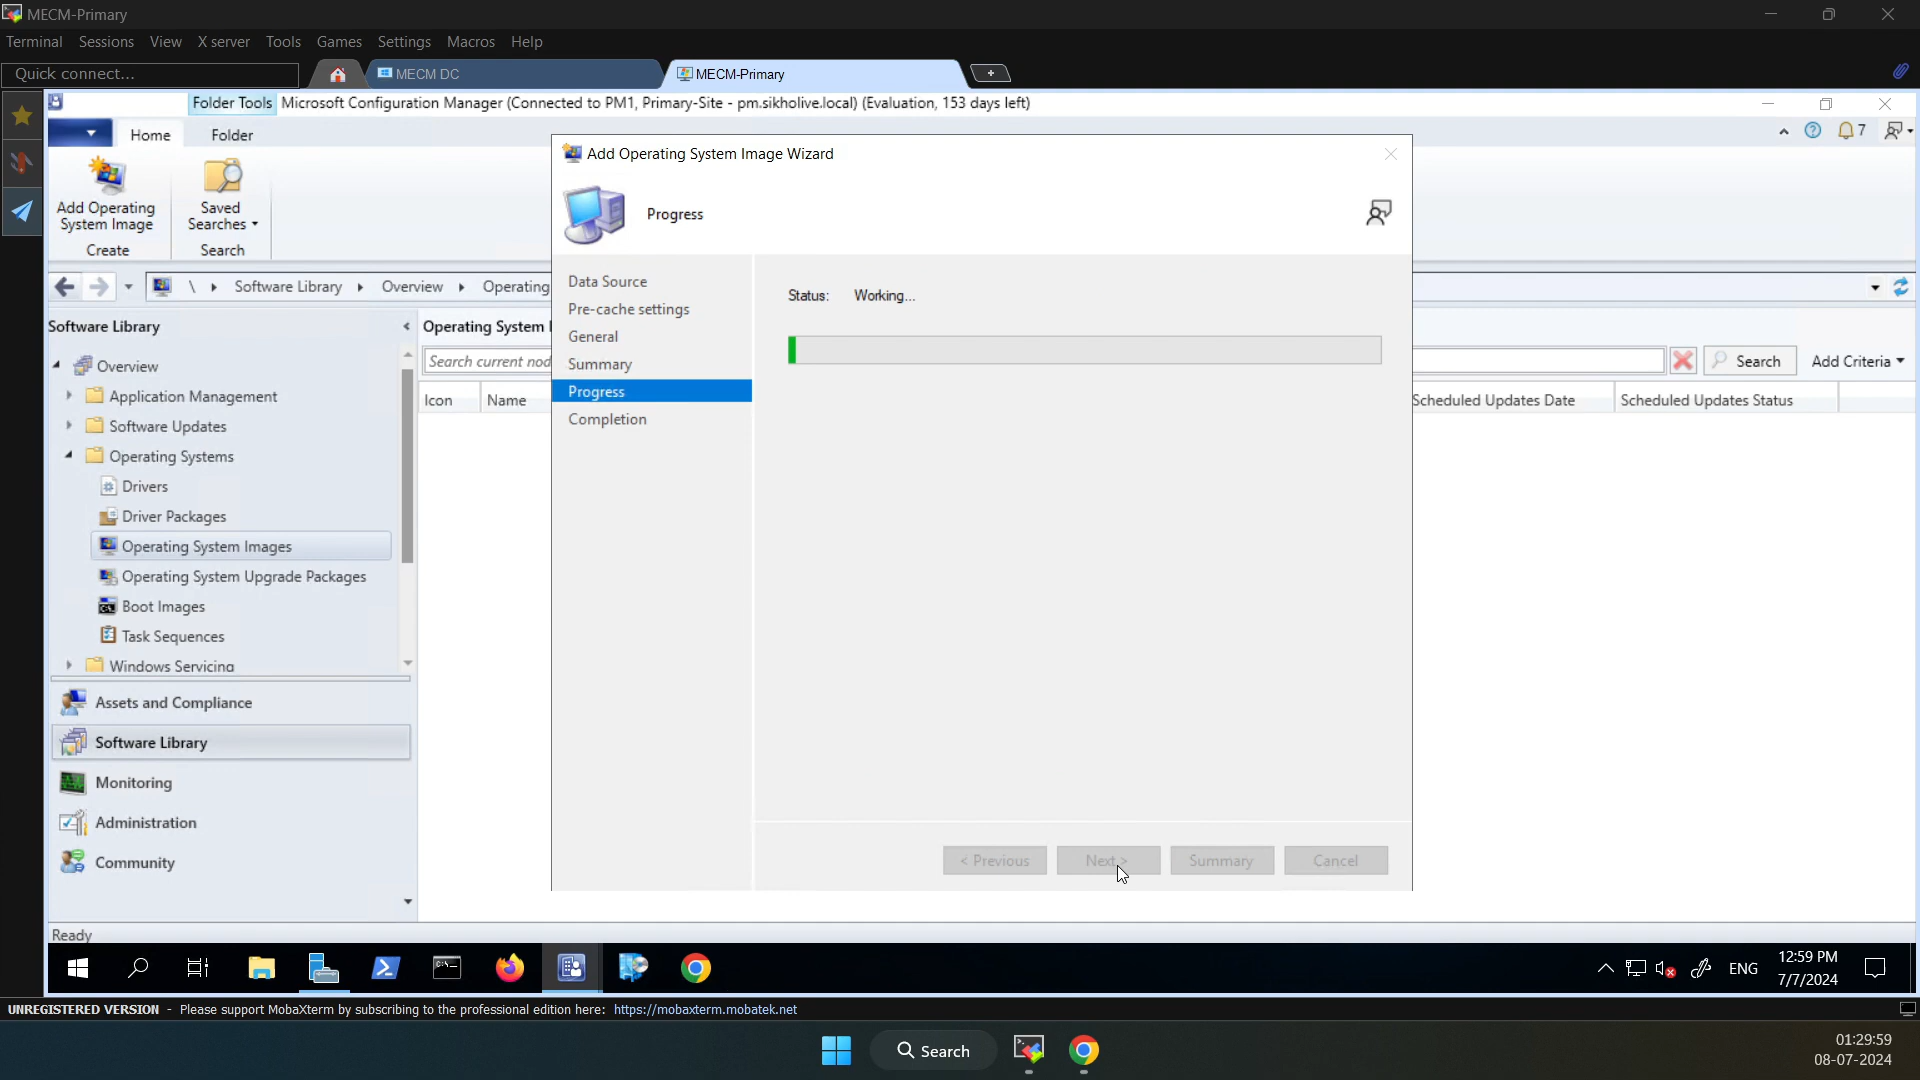 MECM-Primary
Terminal Sessions View X server Tools Games Settings Macros Help
Quick connect...
MECM DC
MECM-Primary
Folder Tools
Microsoft Configuration Manager (Connected to PM1, Primary-Site - pm.sikholive.local) (Evaluation, 153 days left)
Home
Folder
7
Add Operating
System Image
Create
Saved
Searches
Search
\ Software Library Overview Operating
Software Library
Overview
Application Management
Software Updates
Operating Systems
Drivers
Driver Packages
Operating System Images
Operating System Upgrade Packages
Boot Images
Task Sequences
Windows Servicing
Assets and Compliance
Software Library
Monitoring
Administration
Community
Ready
Operating System I
Search current nod
Search
Add Criteria
Icon
Name
Scheduled Updates Date
Scheduled Updates Status
Add Operating System Image Wizard
Progress
Data Source
Pre-cache settings
General
Summary
Progress
Completion
Status: Working...
< Previous
Next >
Summary
Cancel
ENG
12:59 PM
7/7/2024
UNREGISTERED VERSION - Please support MobaXterm by subscribing to the professional edition here: https://mobaxterm.mobatek.net
Search
01:29:59
08-07-2024